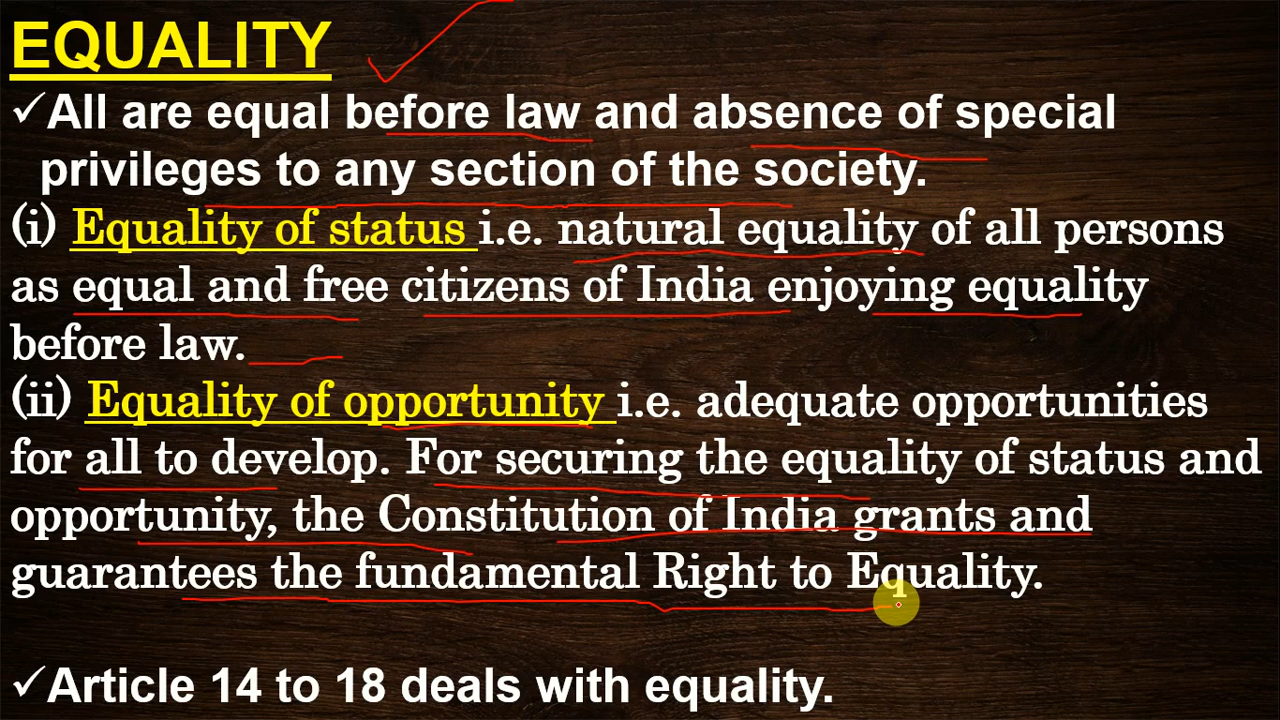 EQUALITY
✓All are equal before law and absence of special
privileges to any section of the society.
(i) Equality of status i.e. natural equality of all persons
as equal and free citizens of India enjoying equality
before law.
(ii) Equality of opportunity i.e. adequate opportunities
for all to develop. For securing the equality of status and
opportunity, the Constitution of India grants and
guarantees the fundamental Right to Equality.
✓Article 14 to 18 deals with equality.